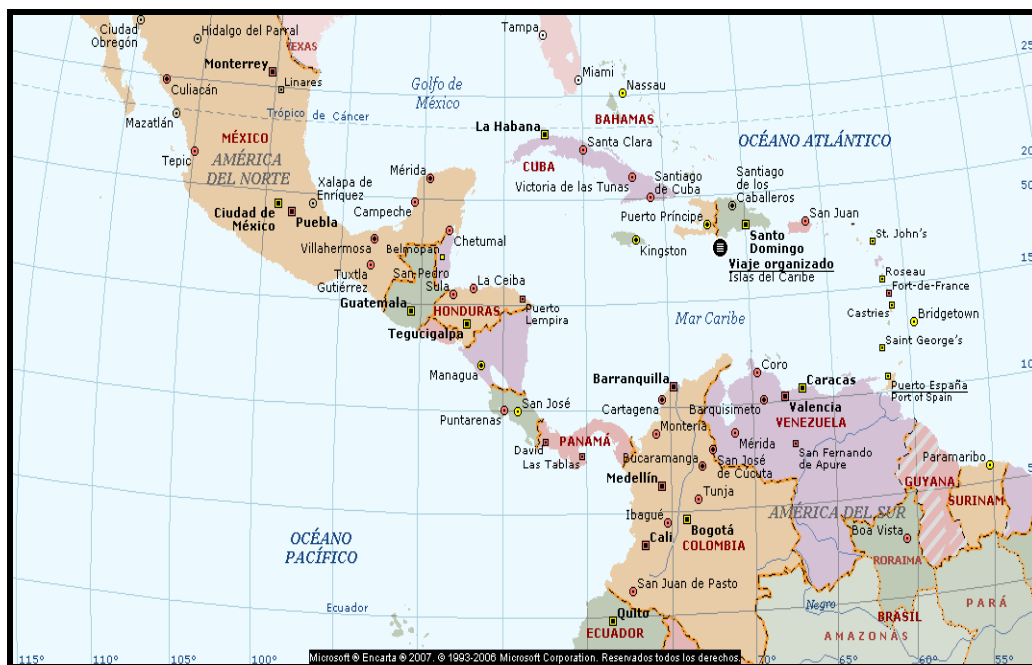 Ciudad
Obregón
Hidalgo del Parral
TEXAS
Tampa
25
Monterrey
Culiacán
Linares
Golfo de
México
Miami
Nassau
Mazatlán
Trópico de Cáncer
BAHAMAS
La Habana
OCÉANO ATLÁNTICO
MÉXICO
Santa Clara
20
Tepic
AMÉRICA
DEL NORTE
Mérida
CUBA
Victoria de las Tunas
Santiago
de Cuba
Santiago
de los
Caballeros
50
Xalapa de
Enríquez
Campeche
Ciudad de
México
Puebla
Puerto Príncipe
San Juan
Villahermosa
Chetumal
Kingston
Santo
Domingo
St. John's
Belmopan
Viaje organizado
Islas del Caribe
15
Tuxtla
Gutiérrez
San Pedro
Sula
La Ceiba
Roseau
Fort-de-France
Guatemala
HONDURAS
Puerto
Lempira
Castries
Bridgetown
Tegucigalpa
Mar Caribe
Saint George's
Managua
Coro
10
Barranquilla
Caracas
Puerto España
Port of Spain
San José
Cartagena
Barquisimeto
Valencia
Puntarenas
Montería
VENEZUELA
David
PANAMÁ
Mérida
Las Tablas
Bucaramanga
San José
de Cucuta
San Fernando
de Apure
Paramaribo
5
Medellín
GUYANA
Tunja
SURINAM
Ibagué
AMÉRICA DEL SUR
Bogotá
Boa Vista
OCÉANO
PACÍFICO
Cali
COLOMBIA
RORAIMA
San Juan de Pasto
Ecuador
Quito
Negro
BRASIL
PARÁ
ECUADOR
AMAZONAS
115°
110°
105°
100°
Microsoft ® Encarta ® 2007. © 1993-2006 Microsoft Corporation. Reservados todos los derechos.
70
65°
60°
55°